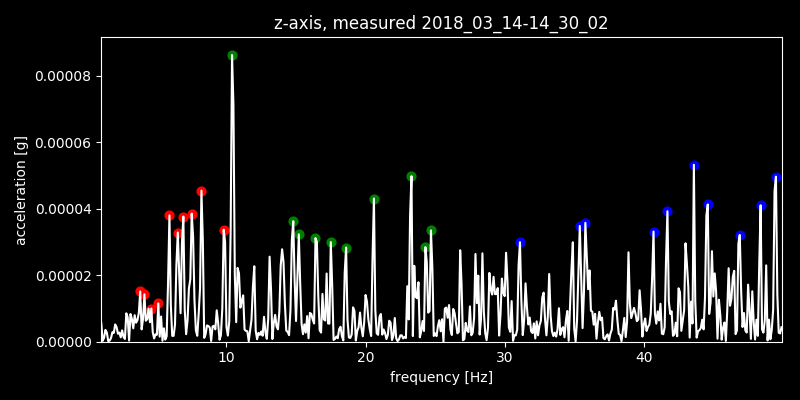 z-axis, measured 2018_03_14-14_30_02
0.00008
0.00006
0.00004
0.00002
0.00000
acceleration [g]
10 20 30 40
frequency [Hz]